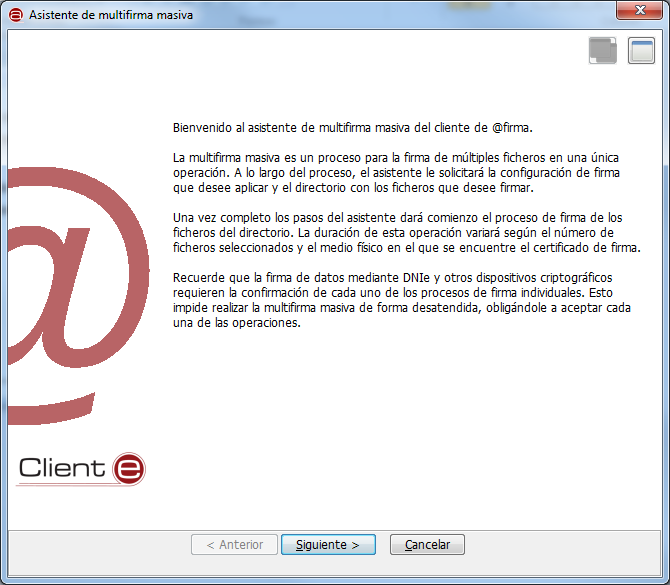 Asistente de multifirma masiva
Bienvenido al asistente de multifirma masiva del cliente de @firma.
La multifirma masiva es un proceso para la firma de múltiples ficheros en una única
operación. A lo largo del proceso, el asistente le solicitará la configuración de firma
que desee aplicar y el directorio con los ficheros que desee firmar.
Una vez completo los pasos del asistente dará comienzo el proceso de firma de los
ficheros del directorio. La duración de esta operación variará según el número de
ficheros seleccionados y el medio físico en el que se encuentre el certificado de firma.
Recuerde que la firma de datos mediante DNIe y otros dispositivos criptográficos
requieren la confirmación de cada uno de los procesos de firma individuales. Esto
impide realizar la multifirma masiva de forma desatendida, obligándole a aceptar cada
una de las operaciones.
@
Client e
< Anterior
Siguiente >
Cancelar